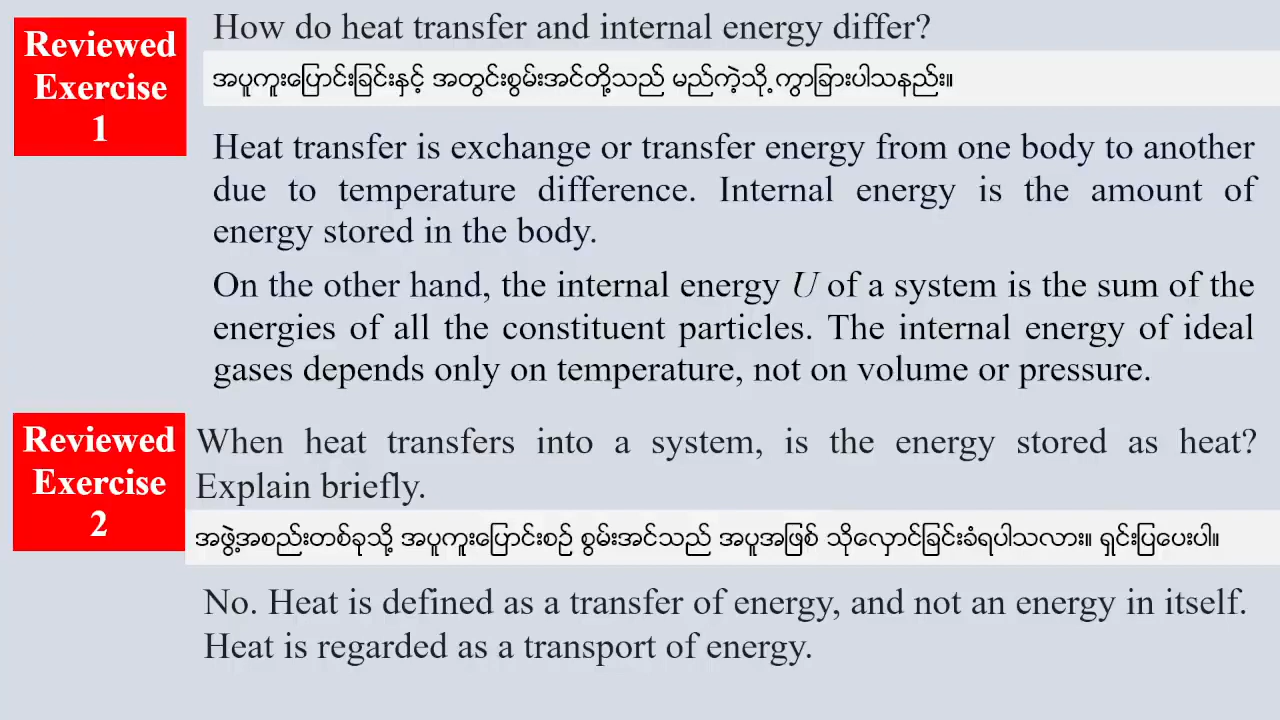 Reviewed
Exercise
1
How do heat transfer and internal energy differ?
အပူကူးပြောင်းခြင်းနှင့် အတွင်းစွမ်းအင်တို့သည် မည်ကဲ့သို့ ကွာခြားပါသနည်း။
Heat transfer is exchange or transfer energy from one body to another
due to temperature difference. Internal energy is the amount of
energy stored in the body.
On the other hand, the internal energy U of a system is the sum of the
energies of all the constituent particles. The internal energy of ideal
gases depends only on temperature, not on volume or pressure.
Reviewed
Exercise
2
When heat transfers into a system, is the energy stored as heat?
Explain briefly.
အဖွဲ့အစည်းတစ်ခုသို့ အပူကူးပြောင်းစဉ် စွမ်းအင်သည် အပူအဖြစ် သိုလှောင်ခြင်းခံရပါသလား။ ရှင်းပြပေးပါ။
No. Heat is defined as a transfer of energy, and not an energy in itself.
Heat is regarded as a transport of energy.